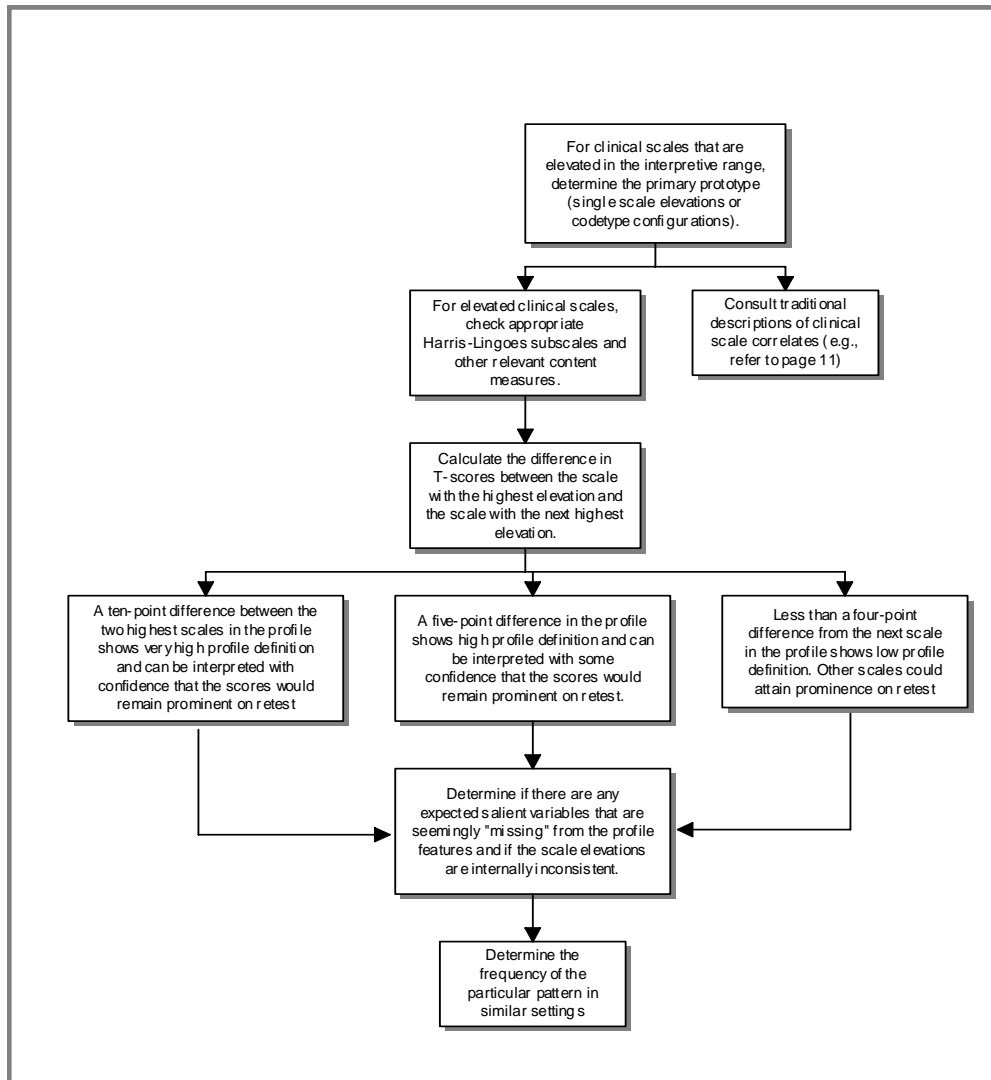 For clinical scales that are
elevated in the interpretive range,
determine the primary prototype
(single scale elevations or
codetype configurations).
For elevated clinical scales,
check appropriate
Harris-Lingoes subscales and
other relevant content
measures.
Consult traditional
descriptions of clinical
scale correlates (e.g.,
refer to page 11)
Calculate the difference in
T-scores between the scale
with the highest elevation and
the scale with the next highest
elevation.
A ten-point difference between the
two highest scales in the profile
shows very high profile definition
and can be interpreted with
confidence that the scores would
remain prominent on retest
A five-point difference in the profile
shows high profile definition and can
be interpreted with some
confidence that the scores would
remain prominent on retest.
Less than a four-point
difference from the next scale
in the profile shows low profile
definition. Other scales could
attain prominence on retest
Determine if there are any
expected salient variables that are
seemingly "missing" from the profile
features and if the scale elevations
are internally inconsistent.
Determine the
frequency of the
particular pattern in
similar settings